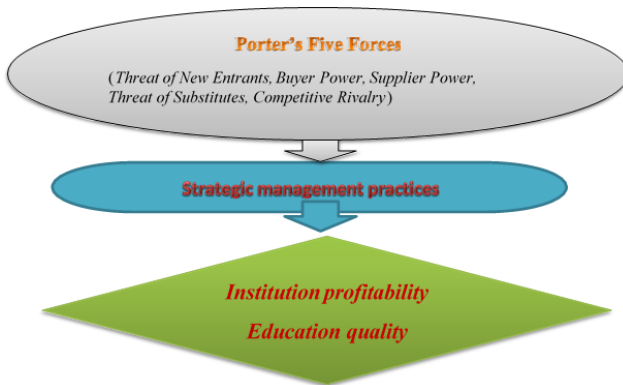 Porter's Five Forces
(Threat of New Entrants, Buyer Power, Supplier Power,
Threat of Substitutes, Competitive Rivalry)
Strategic management practices
Institution profitability
Education quality